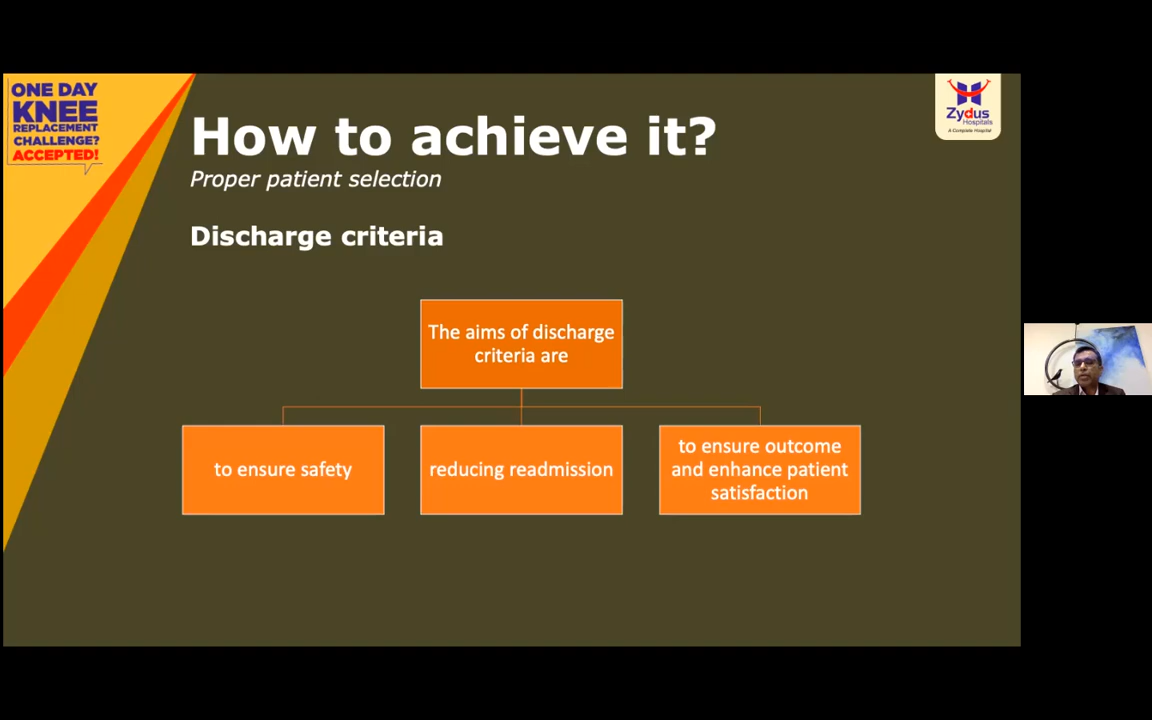 ONE DAY
KNEE
REPLACEMENT
CHALLENGE?
ACCEPTED!
Zydus
Hospitals
A Complete Hospital
How to achieve it?
Proper patient selection
Discharge criteria
The aims of discharge
criteria are
to ensure safety
reducing readmission
to ensure outcome
and enhance patient
satisfaction